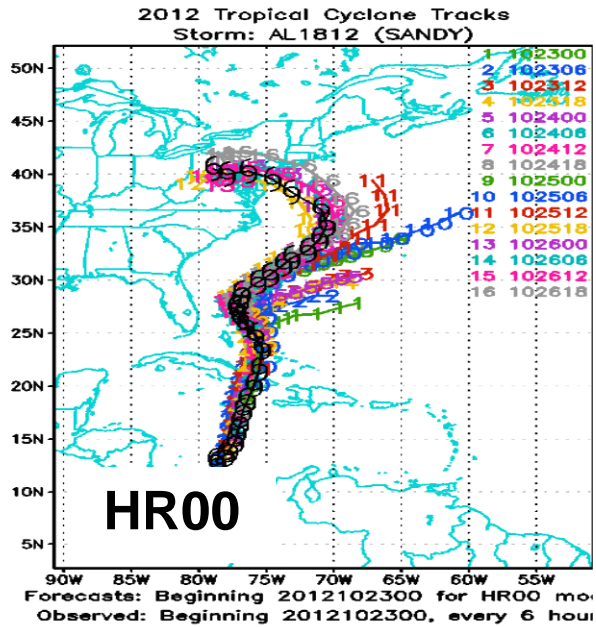 2012 Tropical Cyclone Tracks
Storm: AL1812 (SANDY)
50N
45N
40N
35N
30N
25N
20N
15N
10N
5N
1 102300
2 102306
3 102312
4 102318
5 102400
6 102406
7 102412
8 102418
9 102500
10 102506
11 102512
12 102518
13 102600
14 102606
15 102612
16 102618
HR00
90W 85W 80W 75W 70W 65W 60W 55W
Forecasts: Beginning 2012102300 for HR00 mod
Observed: Beginning 2012102300, every 6 hour